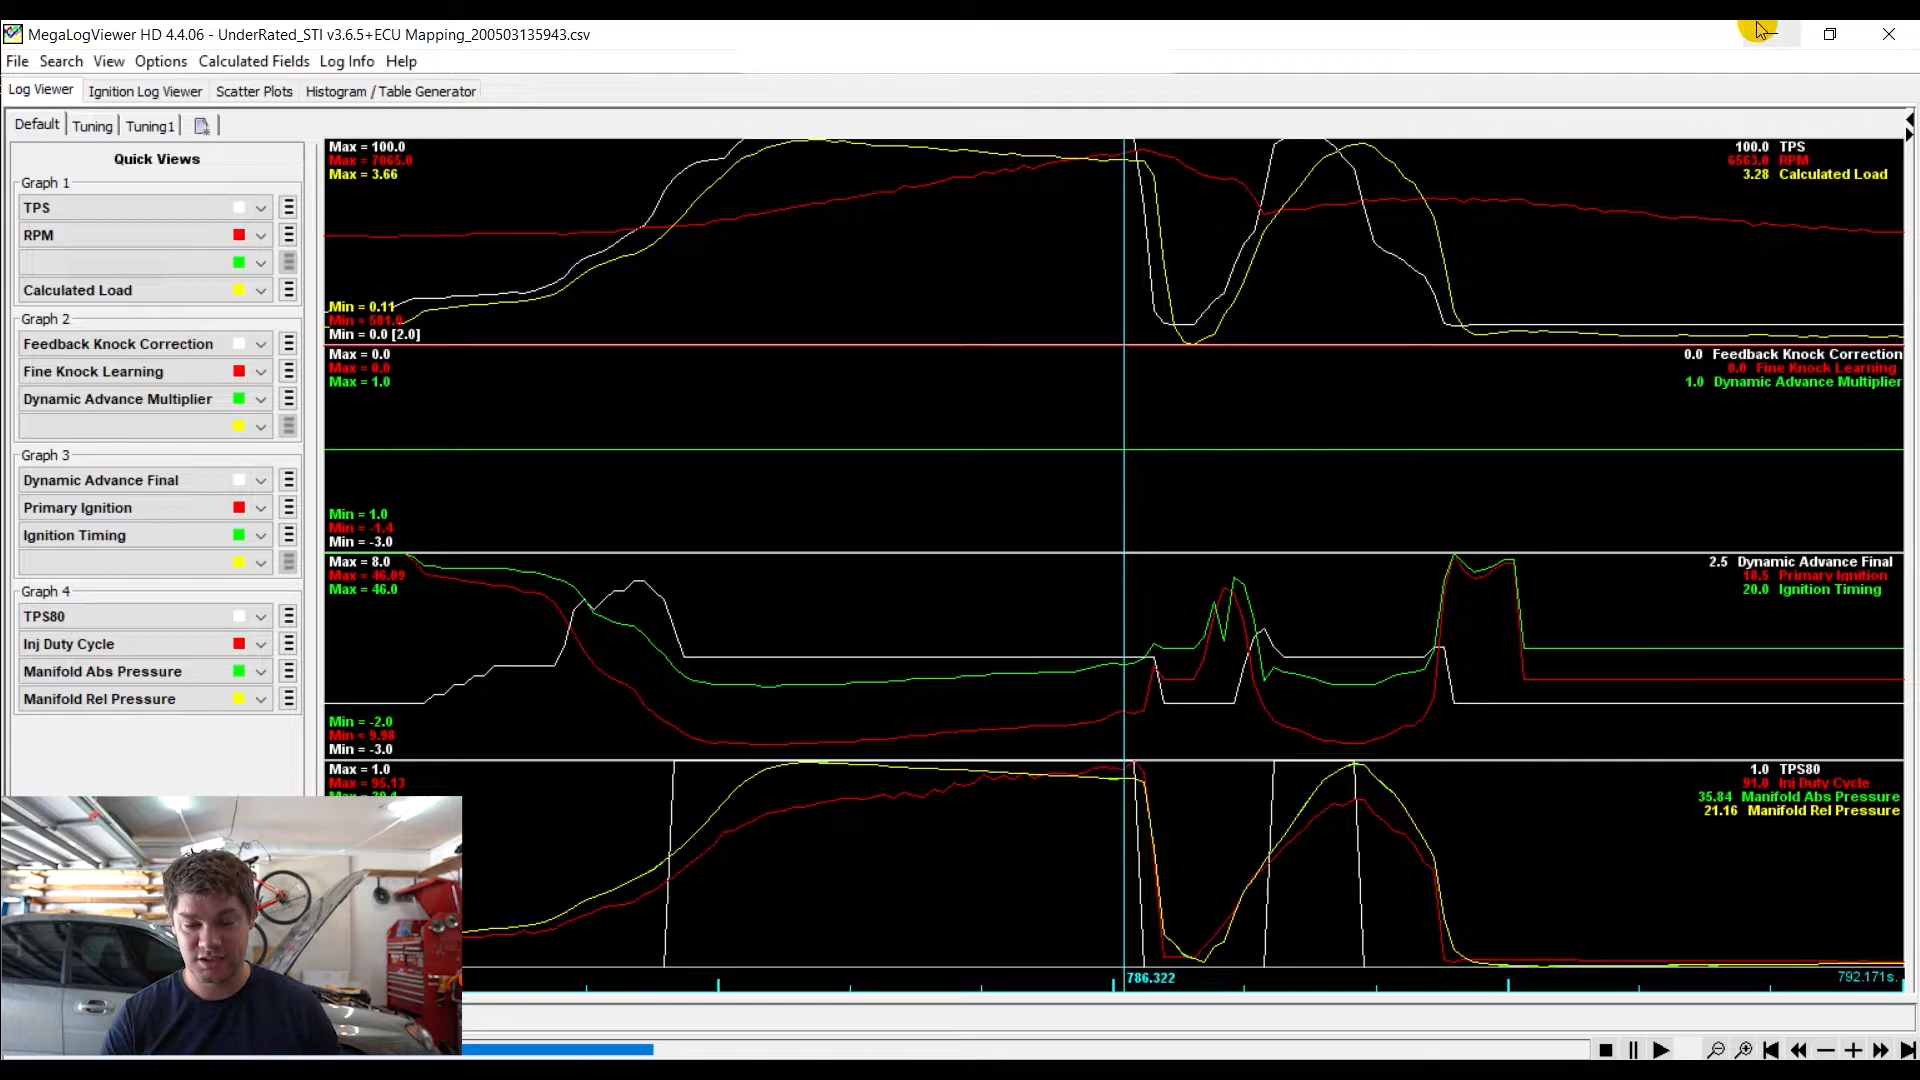 MegaLogViewer HD 4.4.06 - UnderRated_STI v3.6.5+ECU Mapping_200503135943.csv
File Search View Options Calculated Fields Log Info Help
Log Viewer Ignition Log Viewer Scatter Plots Histogram / Table Generator
Default Tuning Tuning1
Quick Views
Graph 1
TPS
RPM
Calculated Load
Graph 2
Feedback Knock Correction
Fine Knock Learning
Dynamic Advance Multiplier
Graph 3
Dynamic Advance Final
Primary Ignition
Ignition Timing
Graph 4
TPS80
Inj Duty Cycle
Manifold Abs Pressure
Manifold Rel Pressure
Max = 100.0
Max = 7065.0
Max = 3.66
100.0 TPS
6563.0 RPM
3.28 Calculated Load
Min = 0.11
Min = 581.0
Min = 0.0 [2.0]
Max = 0.0
Max = 0.0
Max = 1.0
0.0 Feedback Knock Correction
0.0 Fine Knock Learning
1.0 Dynamic Advance Multiplier
Min = 1.0
Min = -1.4
Min = -3.0
Max = 8.0
Max = 46.09
Max = 46.0
2.5 Dynamic Advance Final
18.5 Primary Ignition
20.0 Ignition Timing
Min = -2.0
Min = 9.98
Min = -3.0
Max = 1.0
Max = 95.13
1.0 TPS80
91.0 Inj Duty Cycle
35.84 Manifold Abs Pressure
21.16 Manifold Rel Pressure
786.322
792.171s.